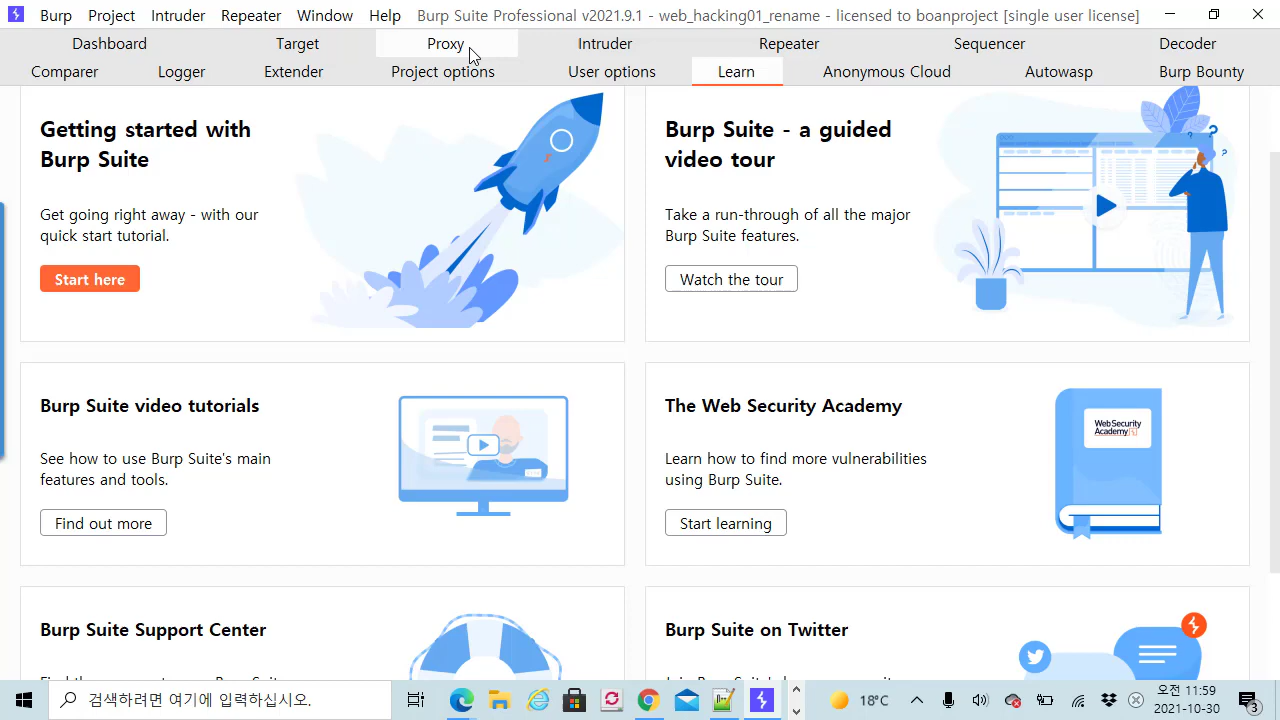 Burp Project Intruder Repeater Window Help Burp Suite Professional v2021.9.1 - web_hacking01_rename - licensed to boanproject [single user license]
Dashboard Target Proxy Intruder Repeater Sequencer Decoder
Comparer Logger Extender Project options User options Learn Anonymous Cloud Autowasp Burp Bounty
Getting started with
Burp Suite
Get going right away - with our
quick start tutorial.
Start here
Burp Suite - a guided
video tour
Take a run-through of all the major
Burp Suite features.
Watch the tour
Burp Suite video tutorials
See how to use Burp Suite's main
features and tools.
Find out more
The Web Security Academy
Learn how to find more vulnerabilities
using Burp Suite.
Start learning
Web Security
Academy
Burp Suite Support Center
Burp Suite on Twitter
검색하려면 여기에 입력하십시오.
18°C
오전 11:59
2021-10-30
3